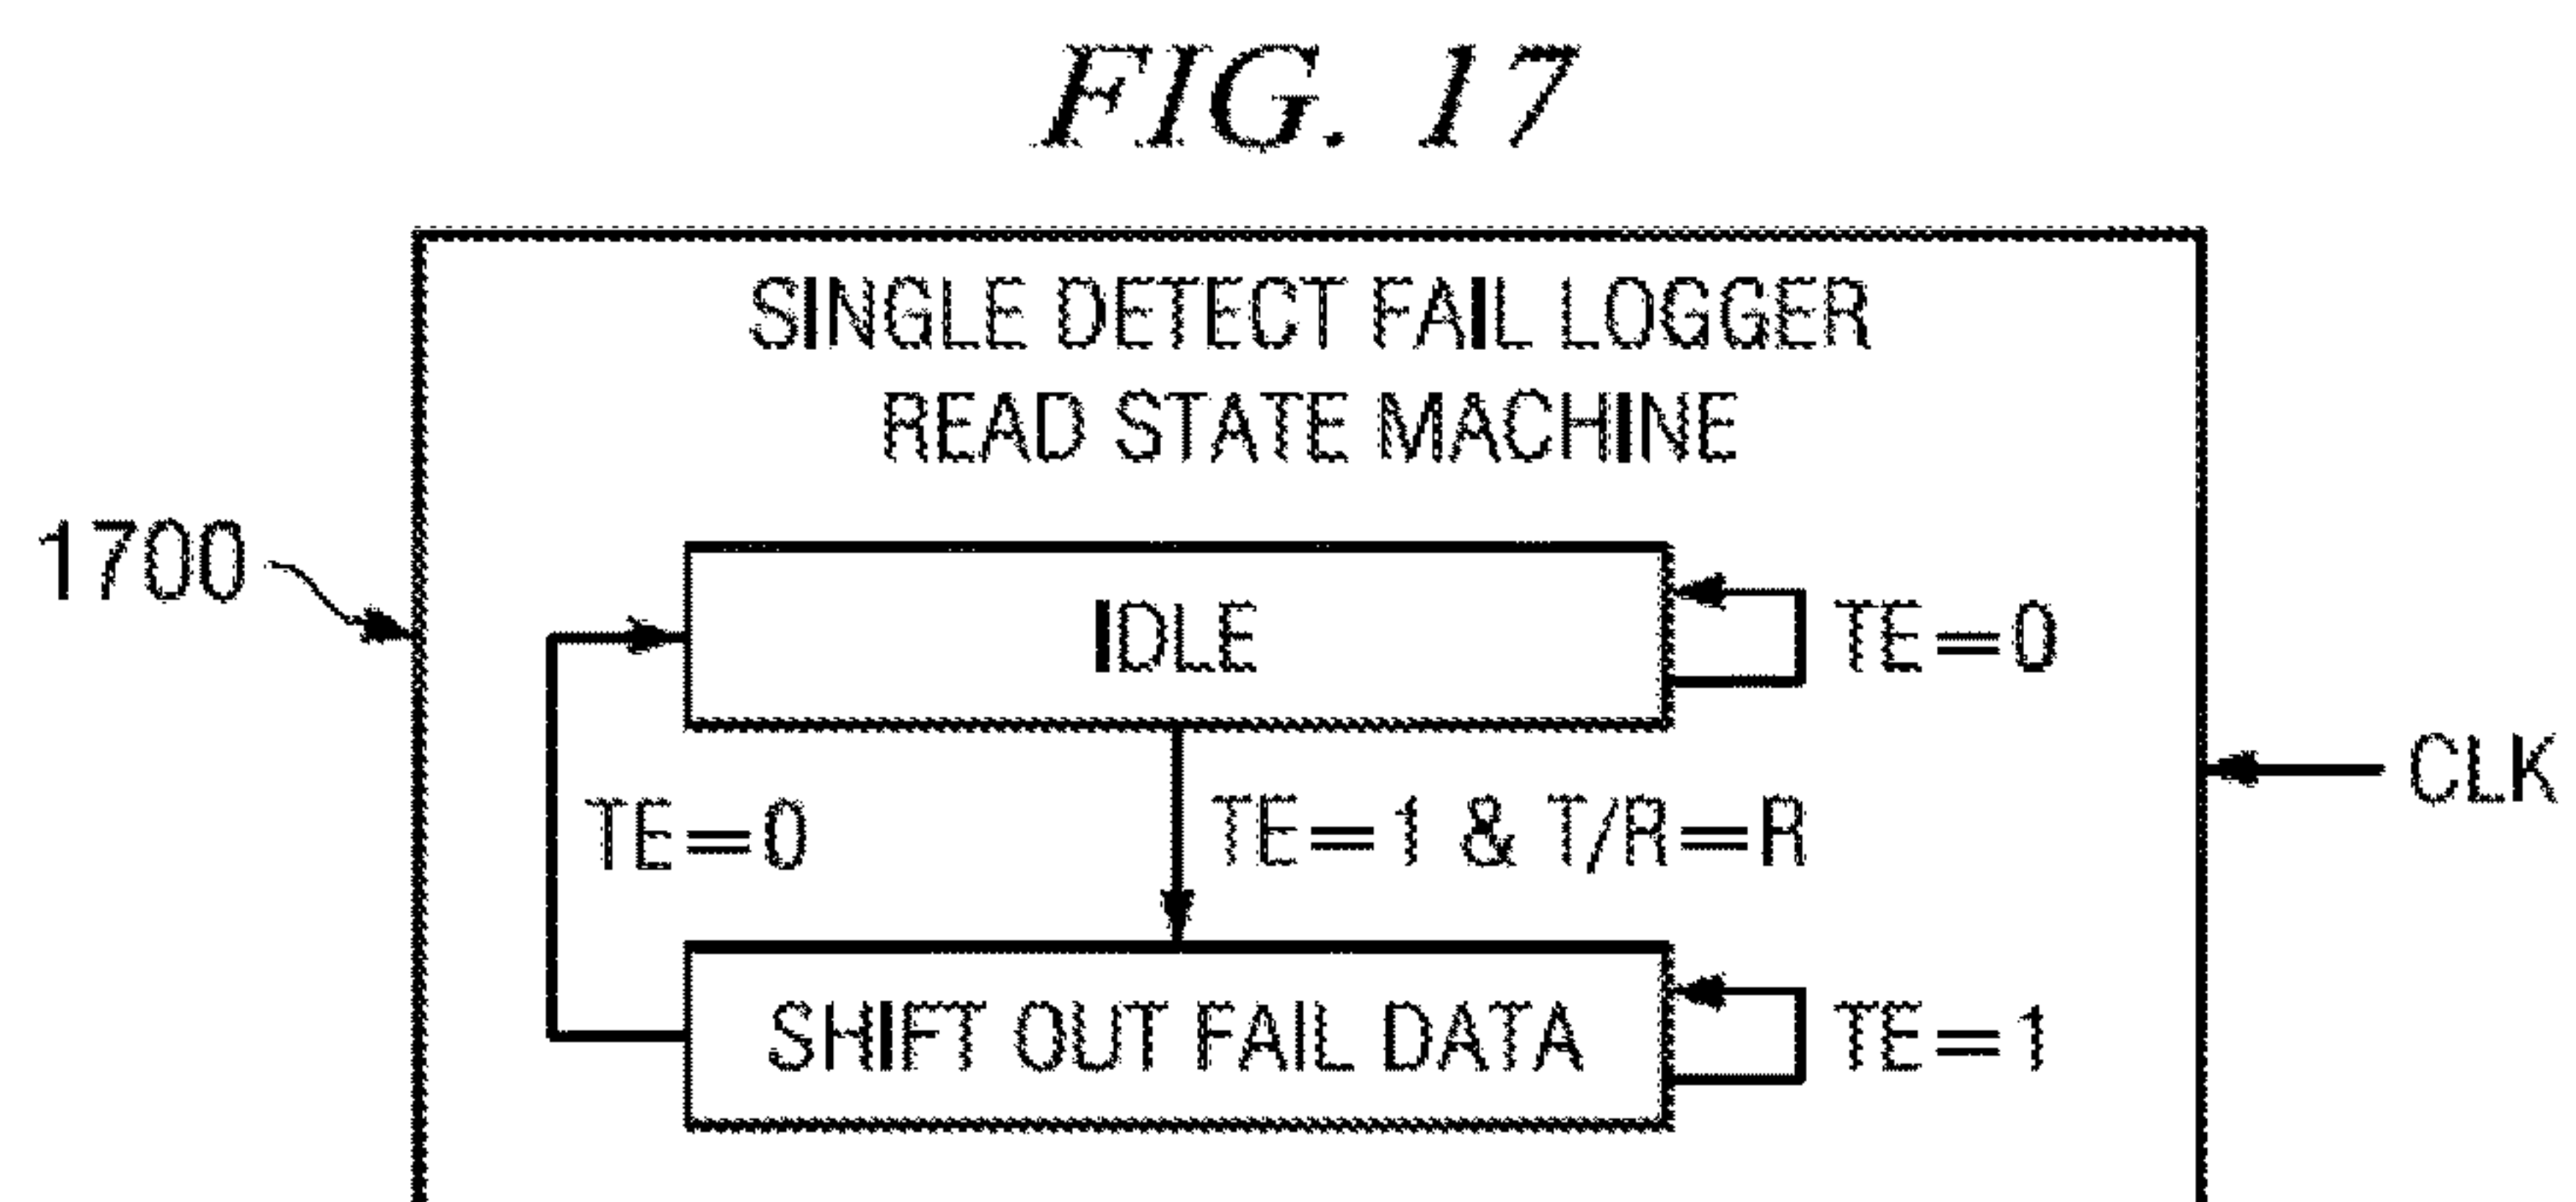 FIG. 17
SINGLE DETECT FAIL LOGGER
READ STATE MACHINE
1700
IDLE
TE=0
CLK
TE=0
TE=1 & T/R=R
SHIFT OUT FAIL DATA
TE=1